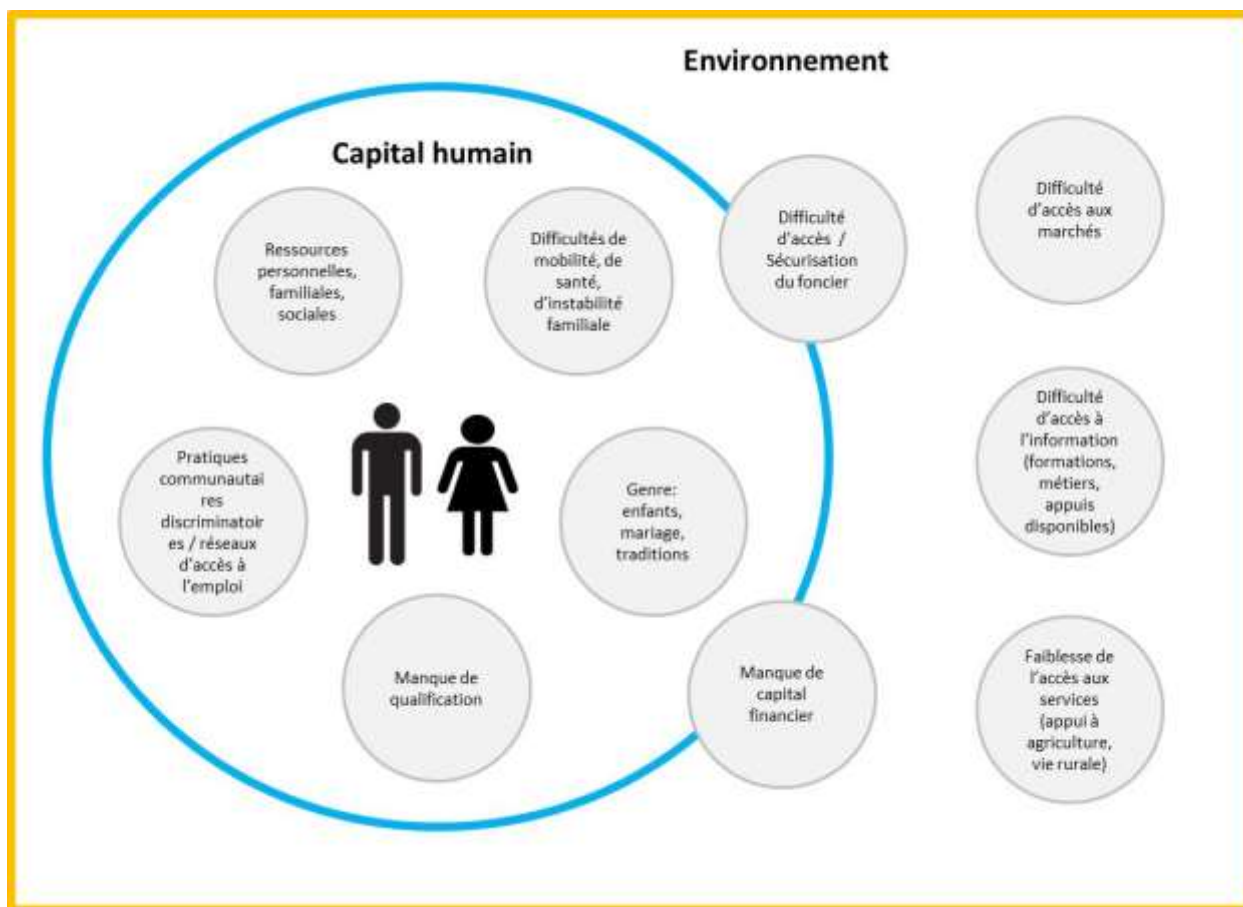 Environnement
Capital humain
Ressources
personnelles,
familiales,
sociales
Difficultés de
mobilité, de
santé,
d'instabilité
familiale
Difficulté
d'accès /
Sécurisation
du foncier
Difficulté
d'accès aux
marchés
Pratiques
communautai
res
discriminatoir
es / réseaux
d'accès à
l'emploi
Genre:
enfants,
mariage,
traditions
Difficulté
d'accès à
l'information
(formations,
métiers,
appuis
disponibles)
Manque de
qualification
Manque de
capital
financier
Faiblesse de
l'accès aux
services
(appui à
agriculture,
vie rurale)